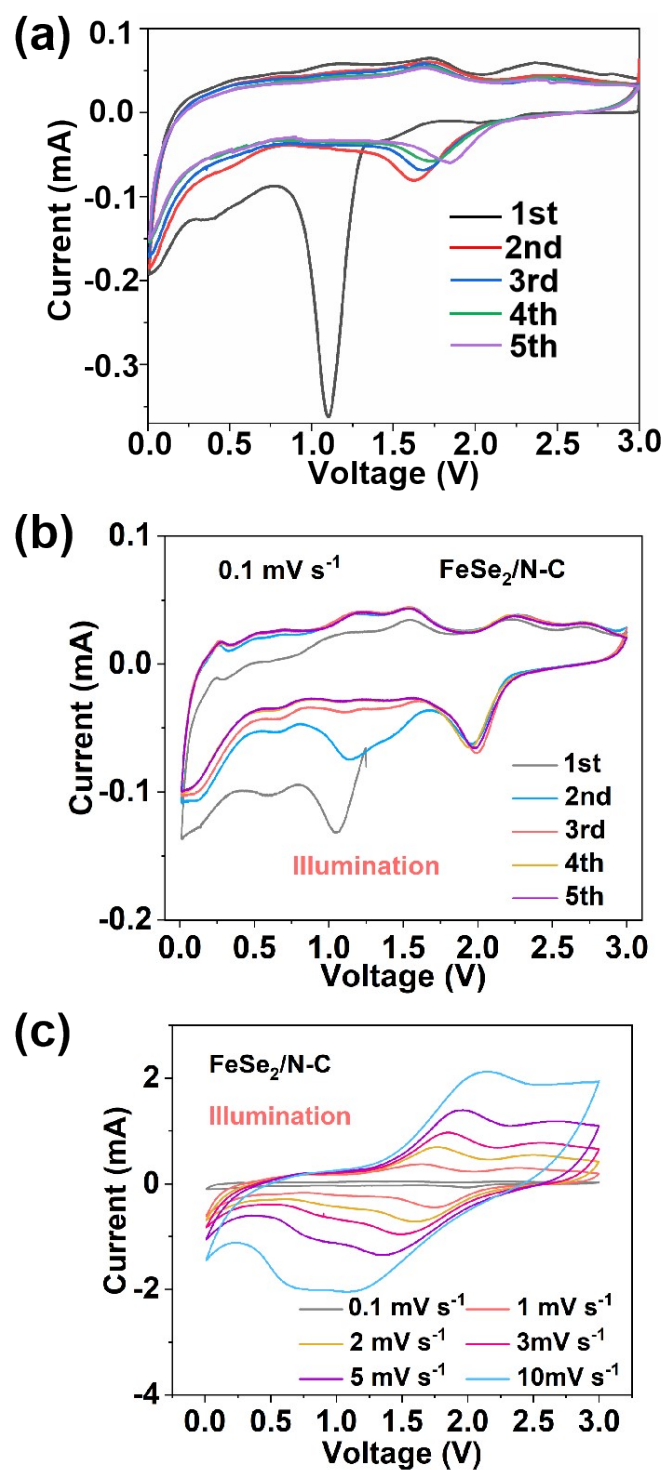 (a)
0.1
0.0
-0.1
-0.2
-0.3
Current (mA)
1st
2nd
3rd
4th
5th
0.0 0.5 1.0 1.5 2.0 2.5 3.0
Voltage (V)
(b)
0.1
0.0
-0.1
-0.2
Current (mA)
0.1 mV s⁻¹ FeSe₂/N-C
1st
2nd
3rd
4th
5th
Illumination
0.0 0.5 1.0 1.5 2.0 2.5 3.0
Voltage (V)
(c)
2
0
-2
-4
Current (mA)
FeSe₂/N-C
Illumination
0.1 mV s⁻¹ 1 mV s⁻¹
2 mV s⁻¹ 3mV s⁻¹
5 mV s⁻¹ 10mV s⁻¹
0.0 0.5 1.0 1.5 2.0 2.5 3.0
Voltage (V)